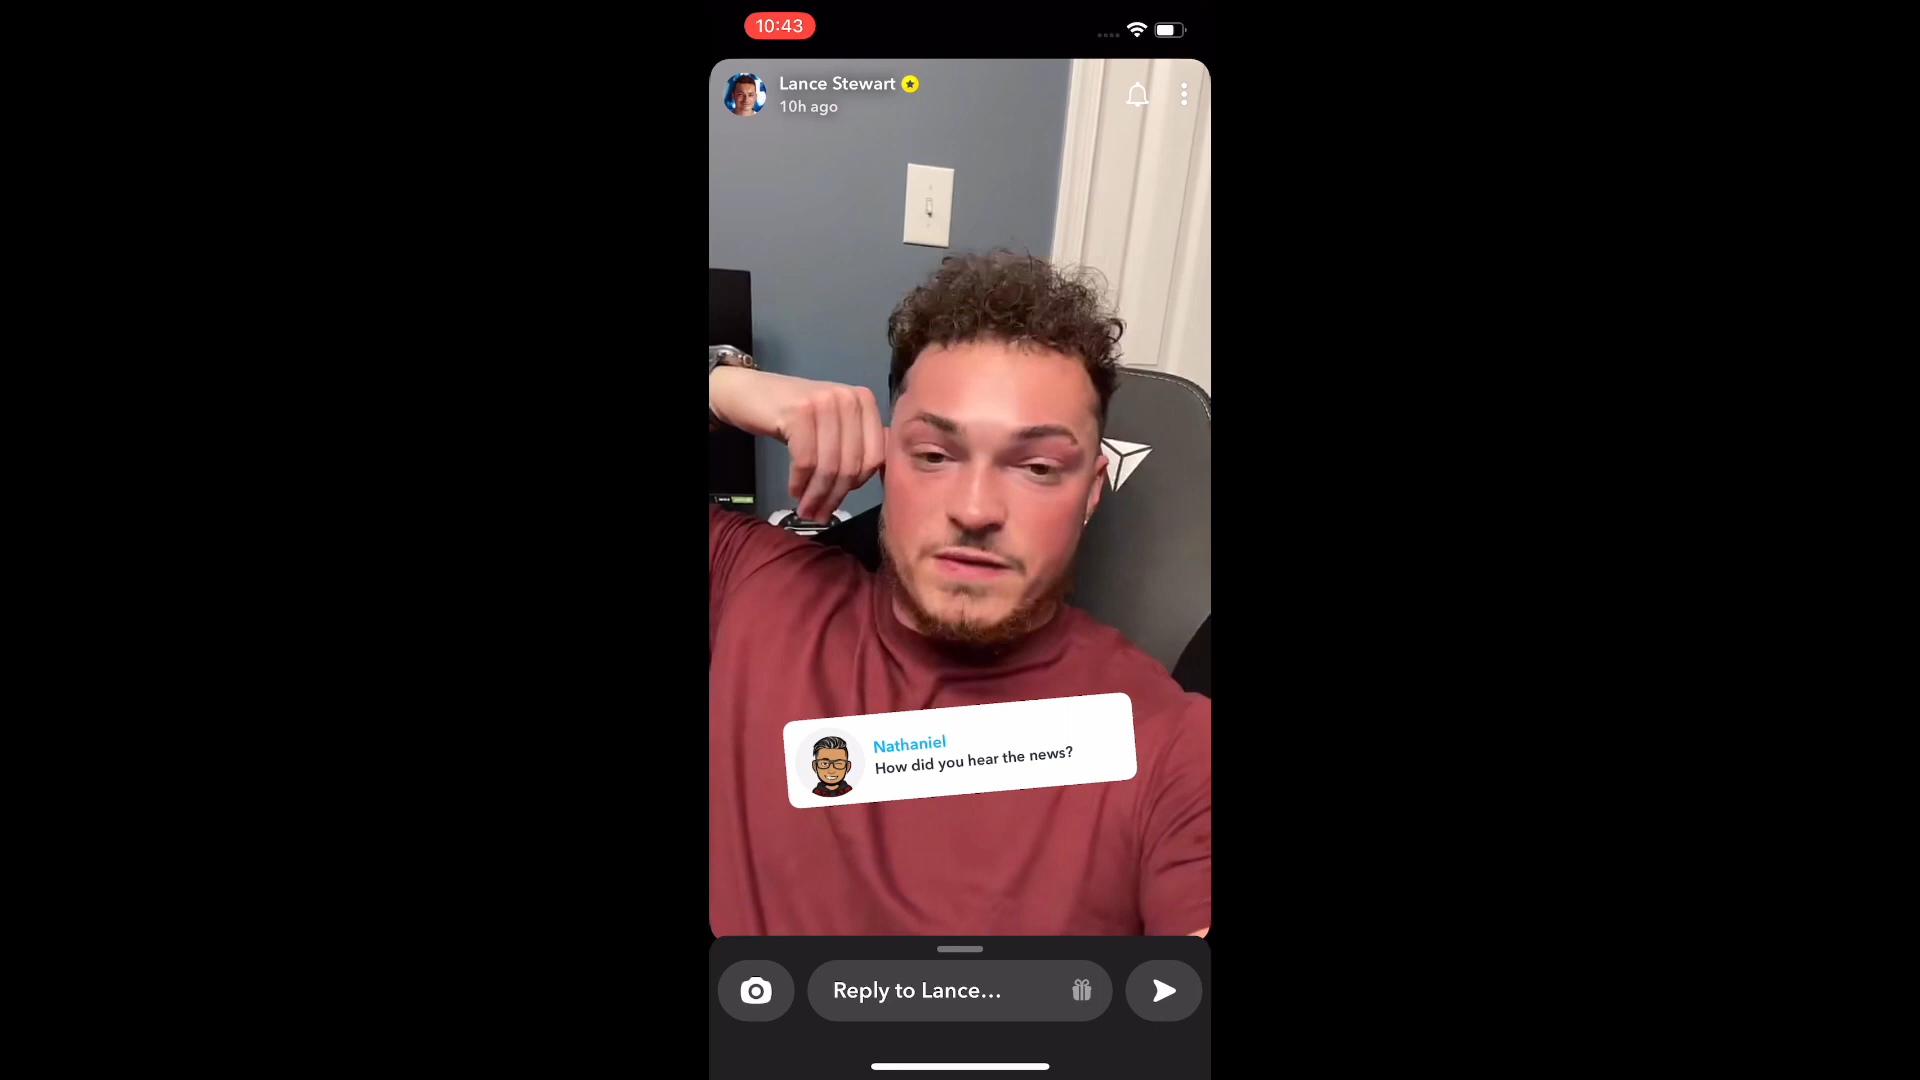 10:43
Lance Stewart
10h ago
Nathaniel
How did you hear the news?
Reply to Lance...